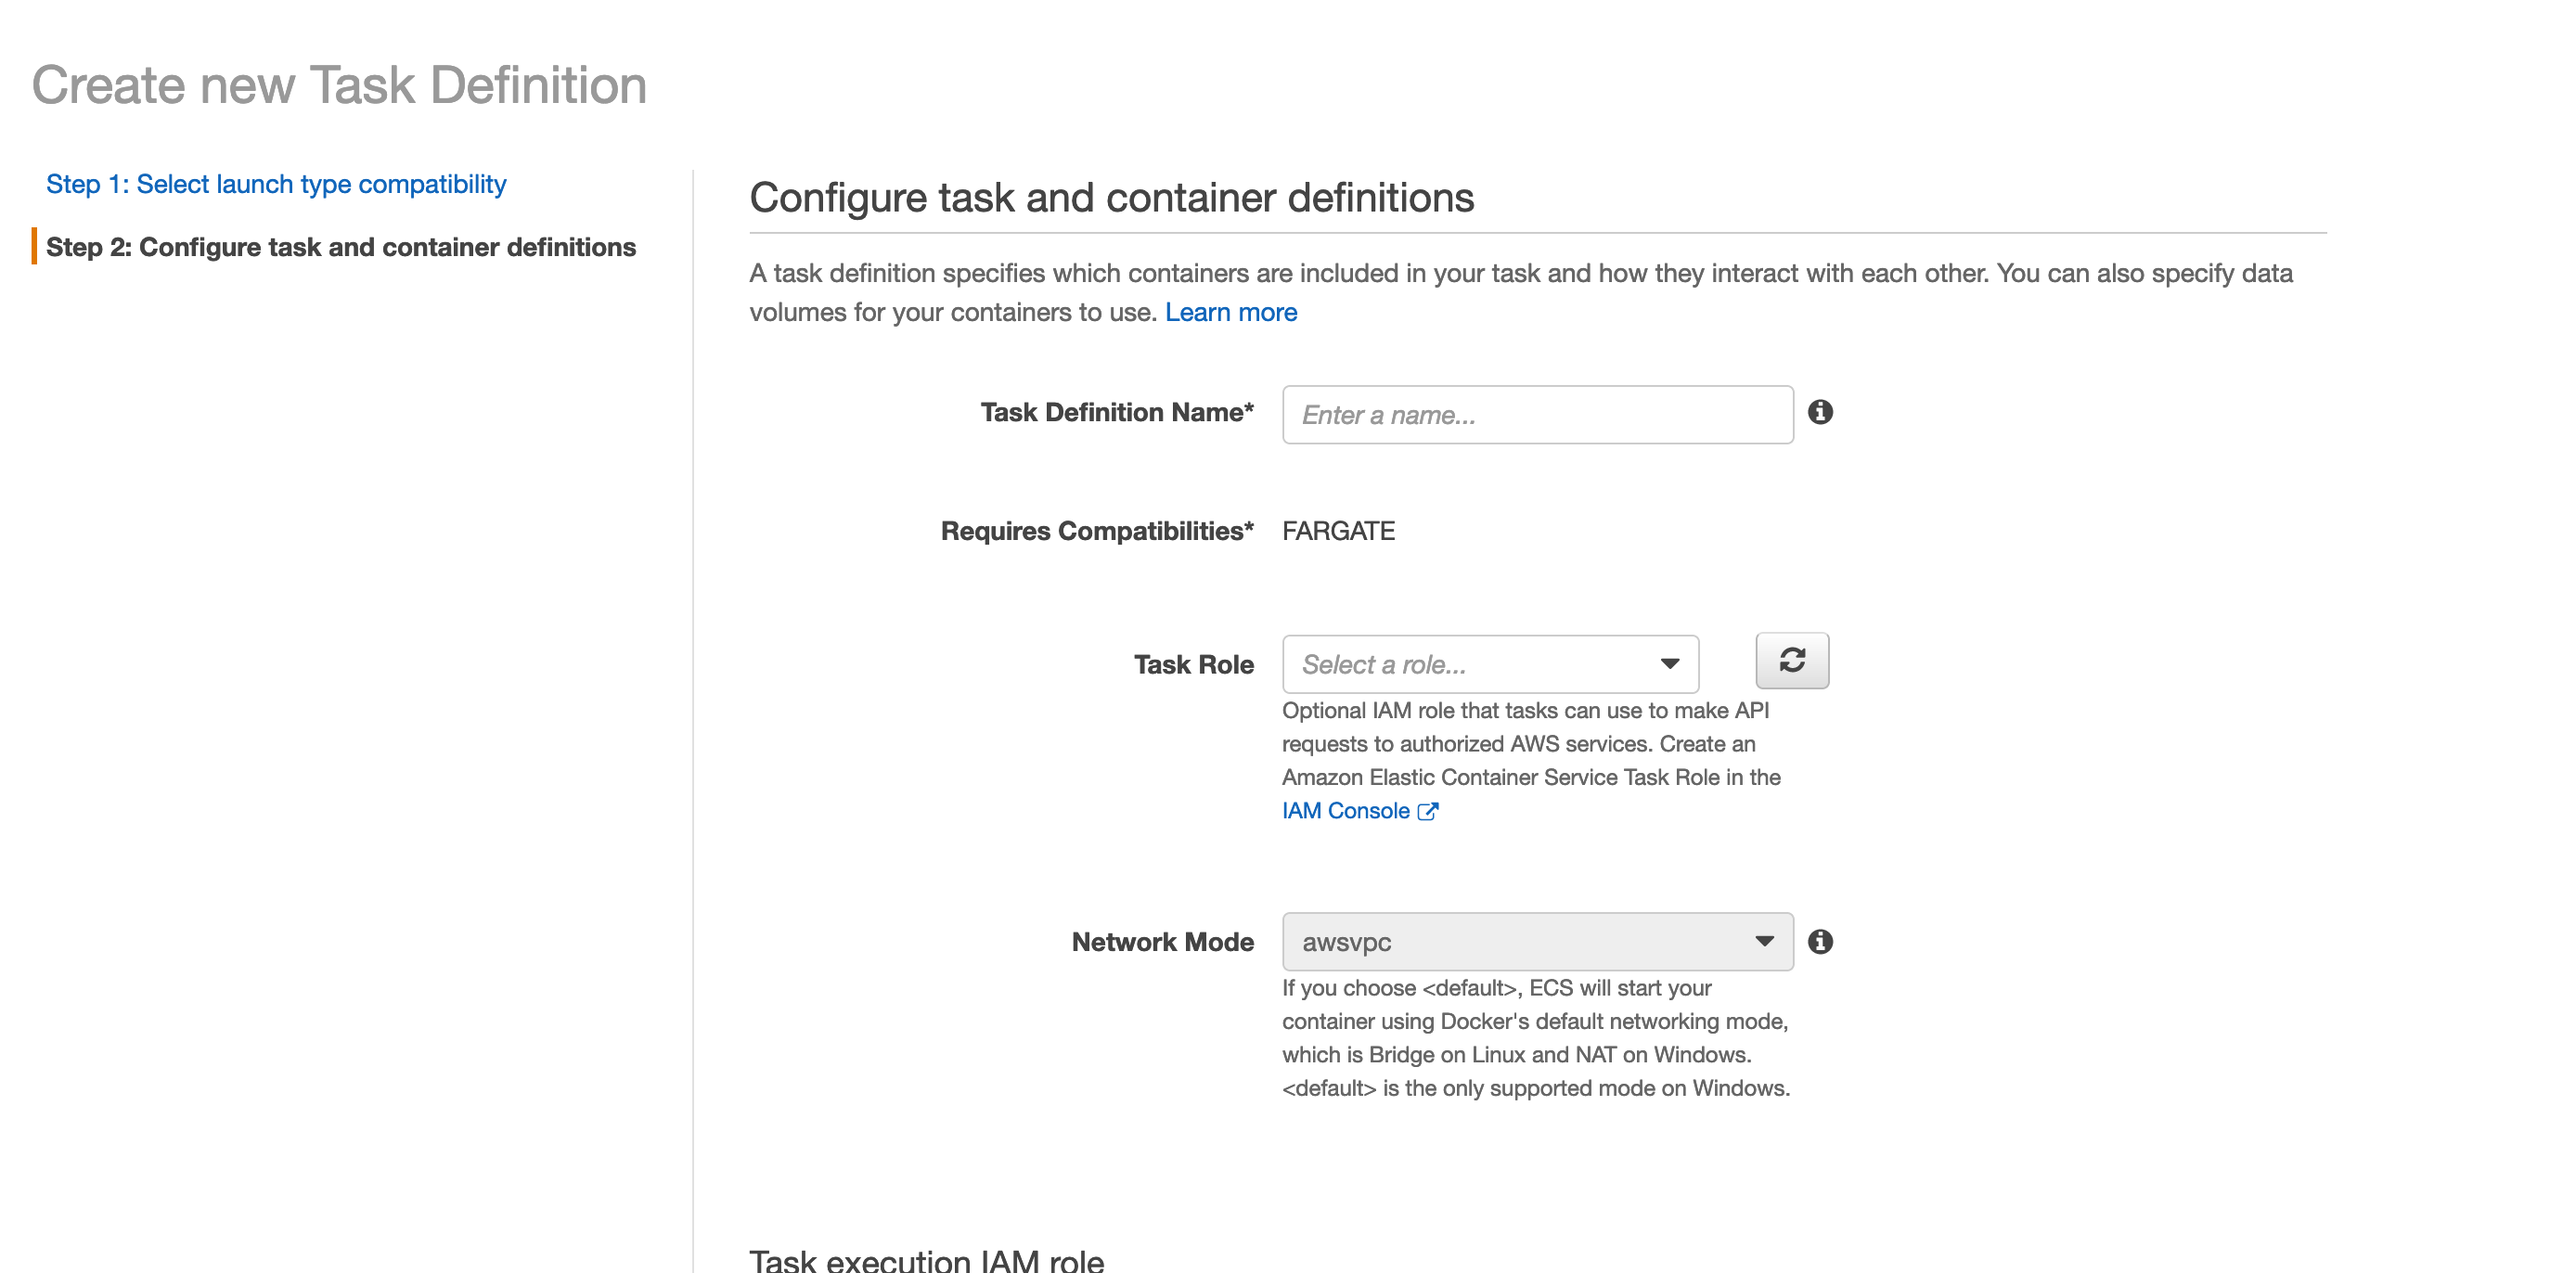 Create new Task Definition
Step 1: Select launch type compatibility
Step 2: Configure task and container definitions
Configure task and container definitions
A task definition specifies which containers are included in your task and how they interact with each other. You can also specify data
volumes for your containers to use. Learn more
Task Definition Name*
Enter a name...
Requires Compatibilities*
FARGATE
Task Role
Select a role...
Optional IAM role that tasks can use to make API
requests to authorized AWS services. Create an
Amazon Elastic Container Service Task Role in the
IAM Console
Network Mode
awsvpc
If you choose <default>, ECS will start your
container using Docker's default networking mode,
which is Bridge on Linux and NAT on Windows.
<default> is the only supported mode on Windows.
Task execution IAM role